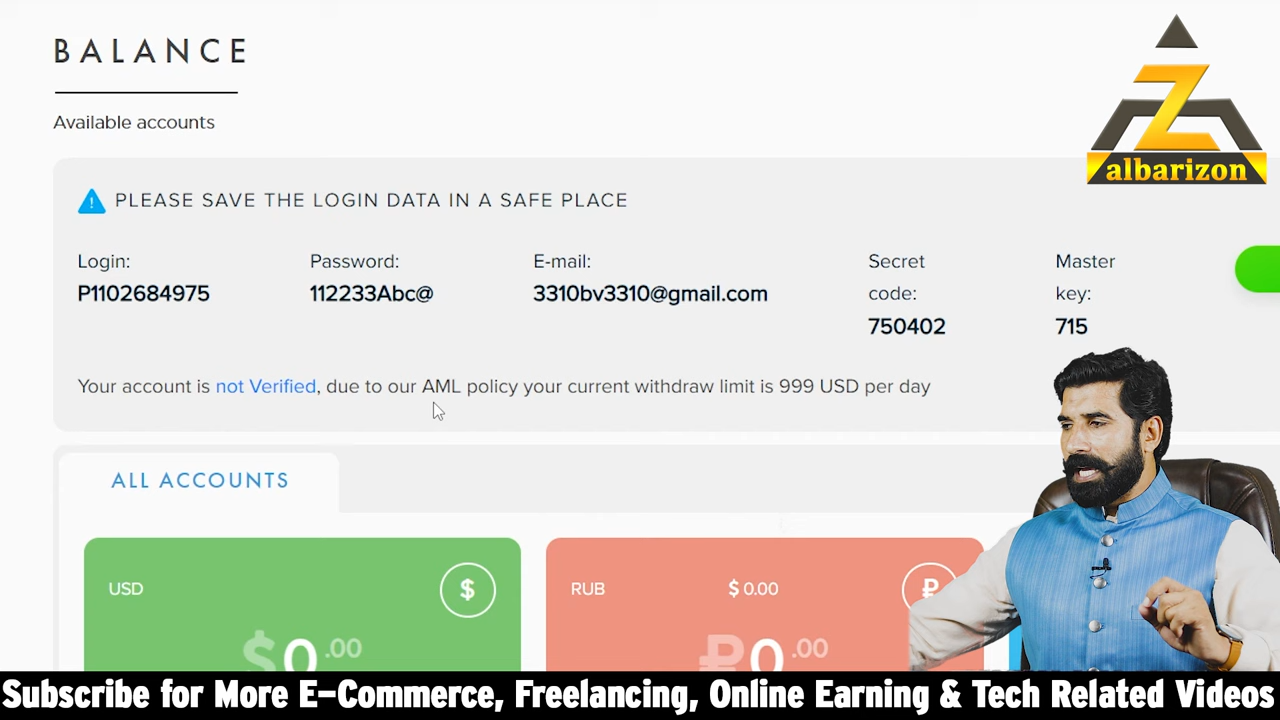 BALANCE
Available accounts
Z
albarizon
PLEASE SAVE THE LOGIN DATA IN A SAFE PLACE
Login: Password: E-mail: Secret code: Master key:
P1102684975 112233Abc@ 3310bv3310@gmail.com 750402 715
Your account is not Verified, due to our AML policy your current withdraw limit is 999 USD per day
ALL ACCOUNTS
USD $ RUB $ 0.00 ₽
$0.00 ₽0.00
Subscribe for More E-Commerce, Freelancing, Online Earning & Tech Related Videos